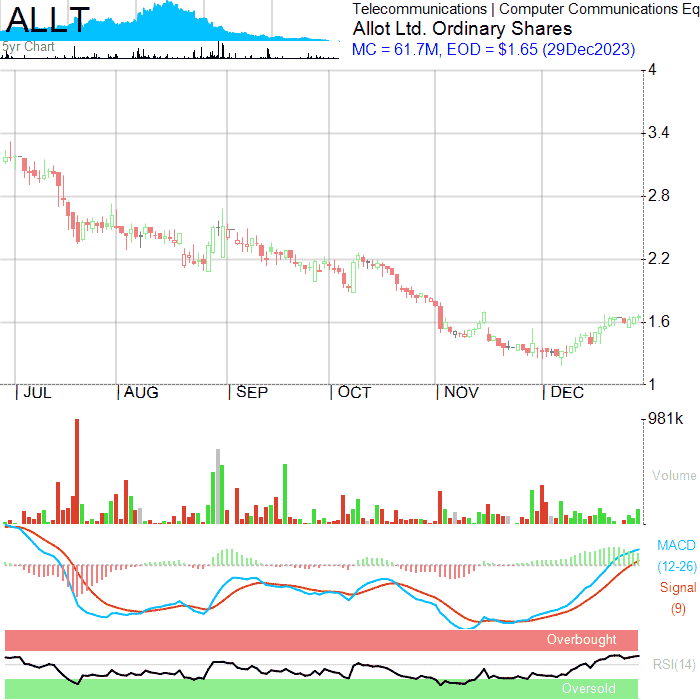 ALLT
5yr Chart
Telecommunications | Computer Communications Eq
Allot Ltd. Ordinary Shares
MC = 61.7M, EOD = $1.65 (29Dec2023)
4
3.4
2.8
2.2
1.6
1
JUL
AUG
SEP
OCT
NOV
DEC
981k
Volume
MACD
(12-26)
Signal
(9)
Overbought
RSI(14)
Oversold